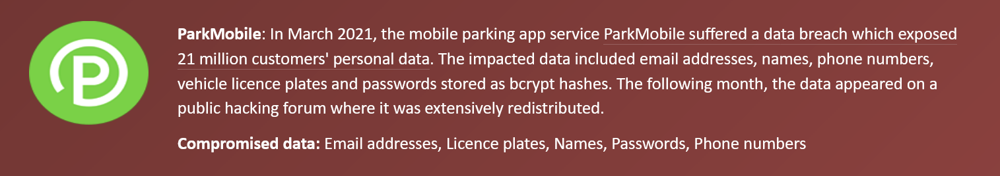 P
ParkMobile: In March 2021, the mobile parking app service ParkMobile suffered a data breach which exposed
21 million customers' personal data. The impacted data included email addresses, names, phone numbers,
vehicle licence plates and passwords stored as bcrypt hashes. The following month, the data appeared on a
public hacking forum where it was extensively redistributed.
Compromised data: Email addresses, Licence plates, Names, Passwords, Phone numbers